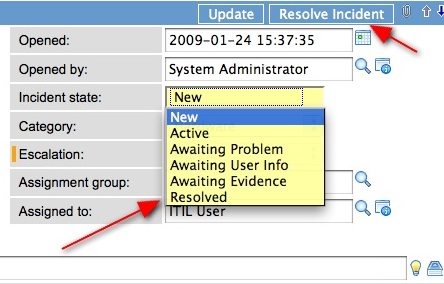 Update Resolve Incident
Opened: 2009-01-24 15:37:35
Opened by: System Administrator
Incident state: New
New
Category:
Active
Awaiting Problem
Escalation:
Awaiting User Info
Awaiting Evidence
Assignment group:
Resolved
Assigned to: ITIL User